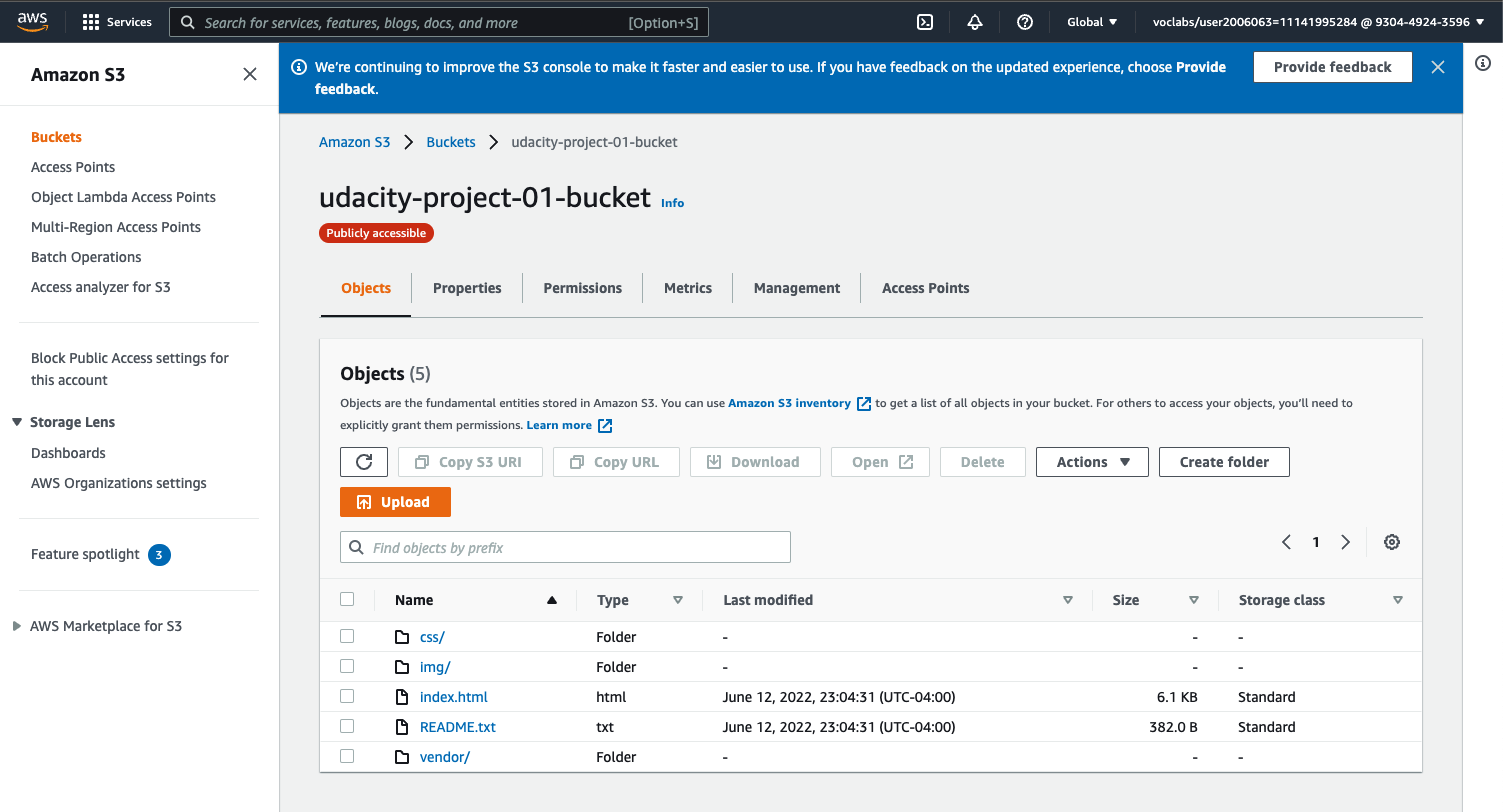 aws
Services
Search for services, features, blogs, docs, and more [Option+S]
Global
voclabs/user2006063=11141995284 @ 9304-4924-3596
Amazon S3
Buckets
Access Points
Object Lambda Access Points
Multi-Region Access Points
Batch Operations
Access analyzer for S3
Block Public Access settings for
this account
Storage Lens
Dashboards
AWS Organizations settings
Feature spotlight 3
AWS Marketplace for S3
We're continuing to improve the S3 console to make it faster and easier to use. If you have feedback on the updated experience, choose Provide
feedback.
Provide feedback
Amazon S3 > Buckets > udacity-project-01-bucket
udacity-project-01-bucket Info
Publicly accessible
Objects Properties Permissions Metrics Management Access Points
Objects (5)
Objects are the fundamental entities stored in Amazon S3. You can use Amazon S3 inventory to get a list of all objects in your bucket. For others to access your objects, you'll need to
explicitly grant them permissions. Learn more
Copy S3 URI Copy URL Download Open Delete Actions Create folder
Upload
Find objects by prefix
1
Name Type Last modified Size Storage class
css/ Folder - - -
img/ Folder - - -
index.html html June 12, 2022, 23:04:31 (UTC-04:00) 6.1 KB Standard
README.txt txt June 12, 2022, 23:04:31 (UTC-04:00) 382.0 B Standard
vendor/ Folder - - -